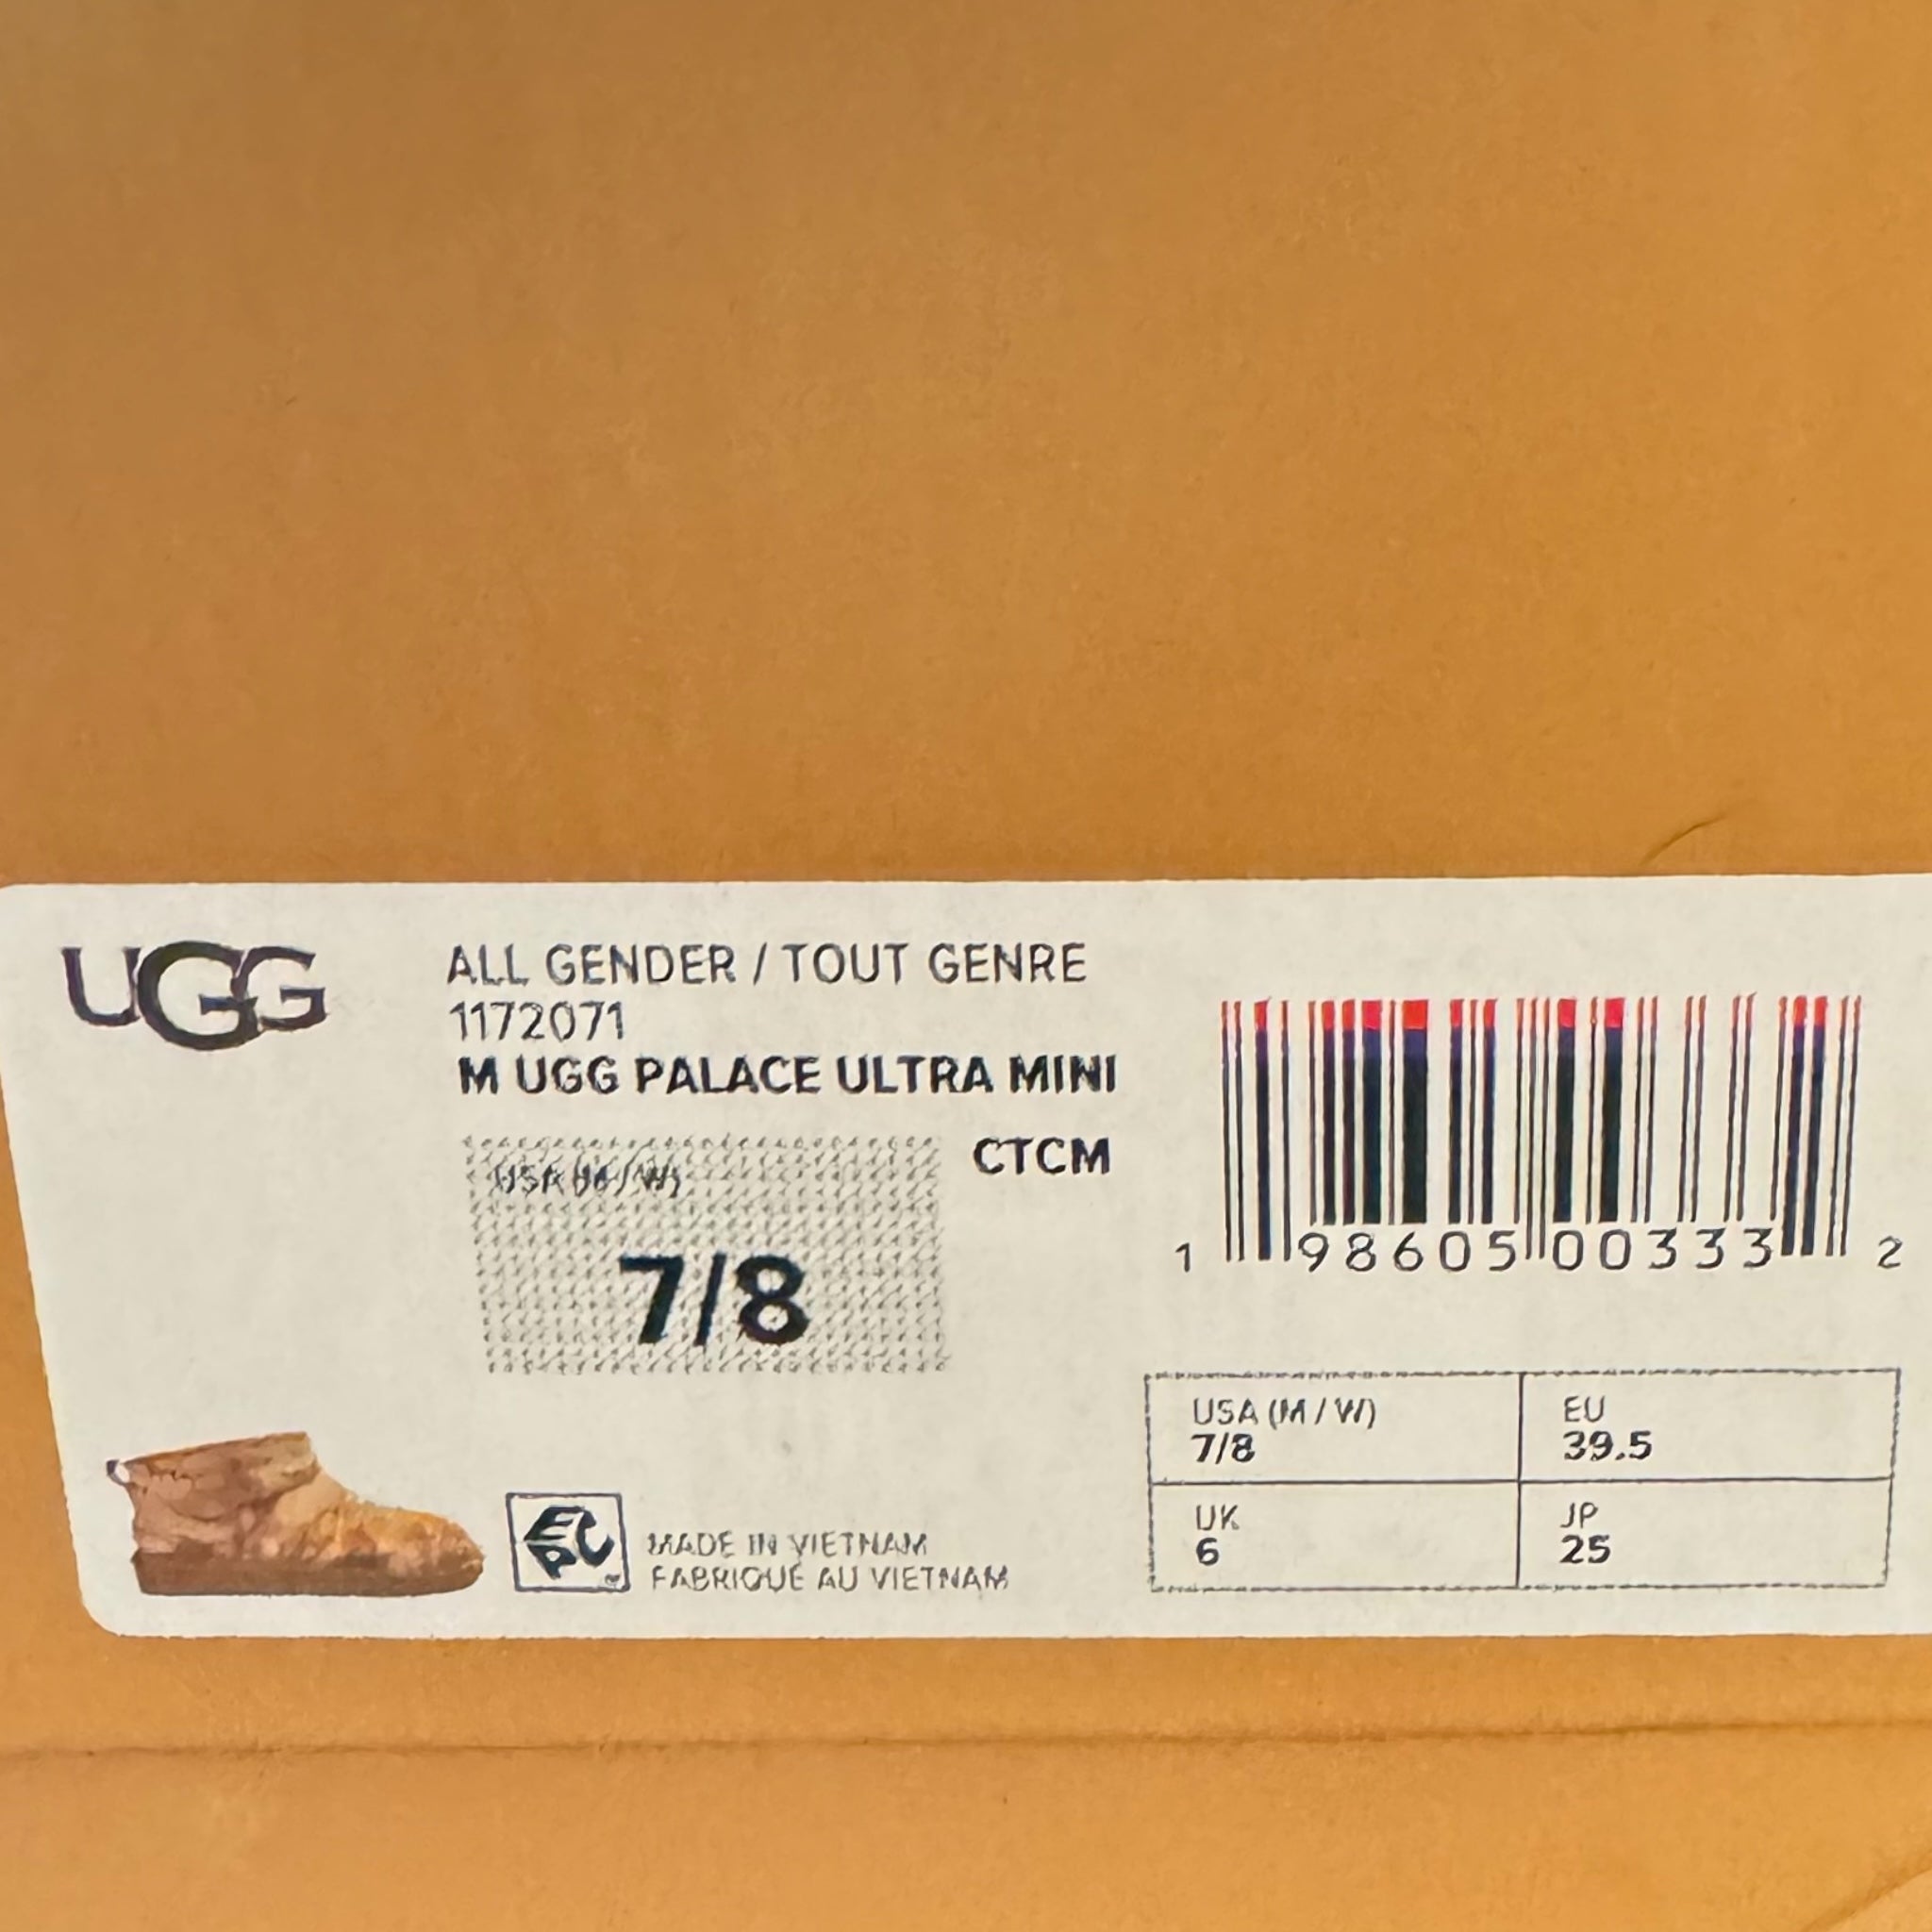 UGG
ALL GENDER / TOUT GENRE
1172071
M UGG PALACE ULTRA MINI
CTCM
USA (M / W)
7/8
1 98605 00333 2
USA (M / W)
7/8
EU
39.5
UK
6
JP
25
MADE IN VIETNAM
FABRIQUÉ AU VIETNAM